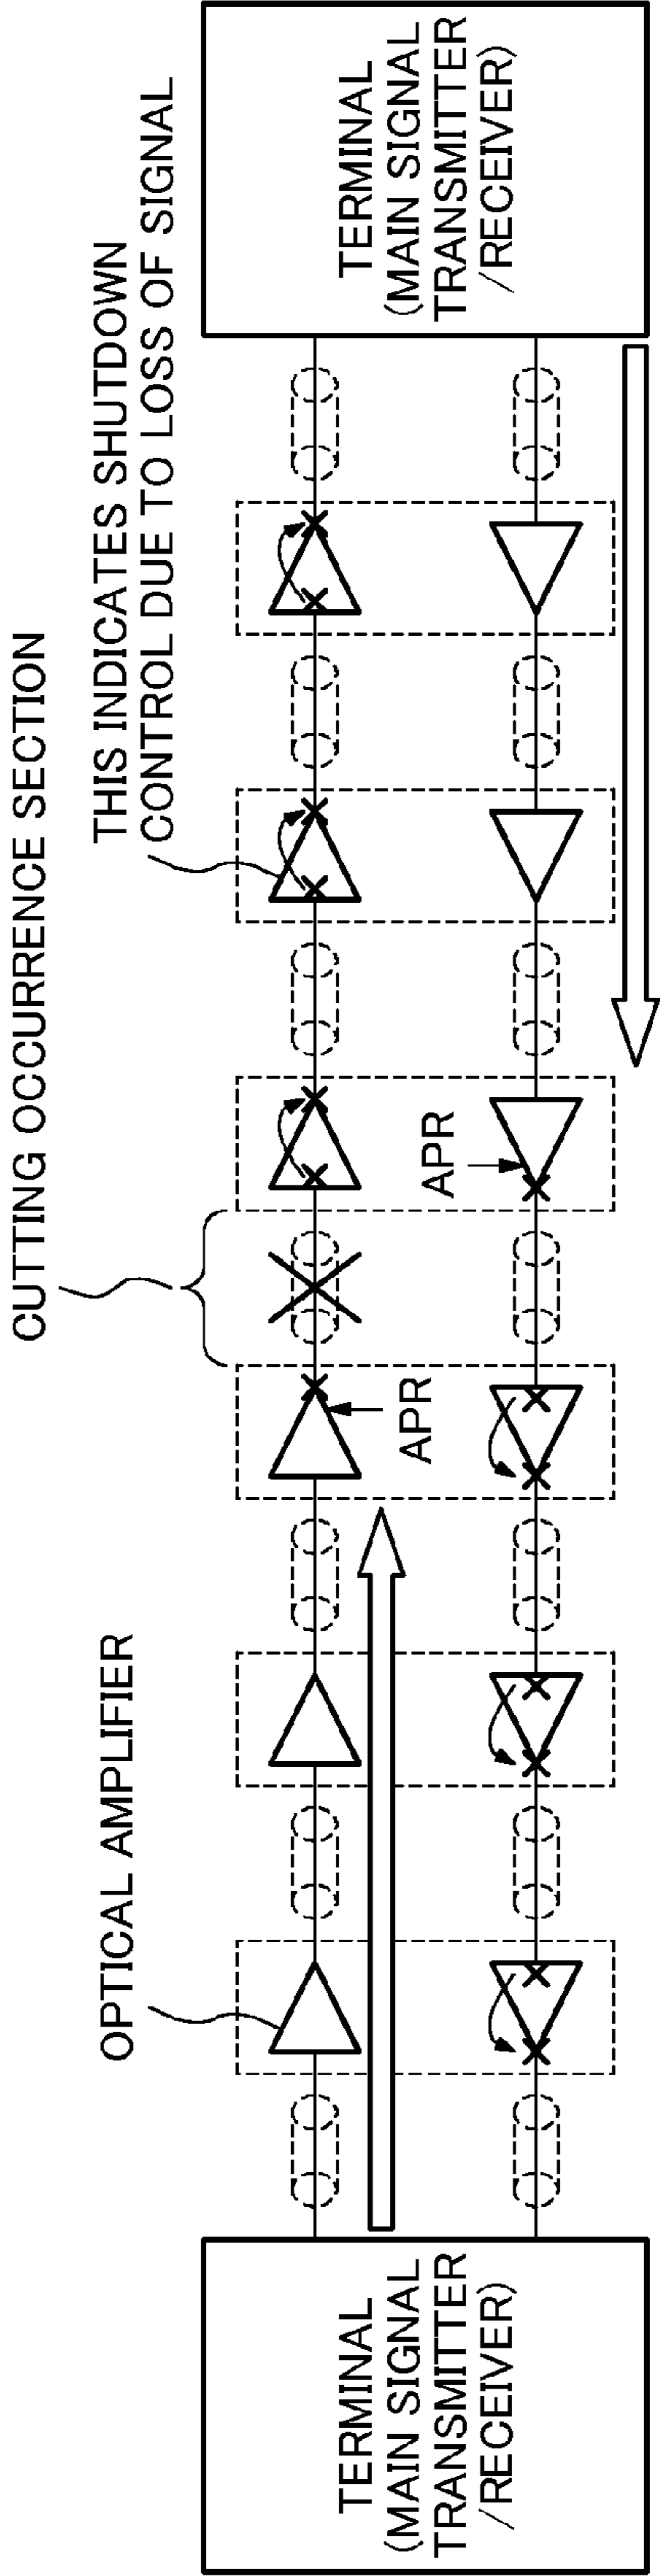 CUTTING OCCURRENCE SECTION
THIS INDICATES SHUTDOWN
CONTROL DUE TO LOSS OF SIGNAL
OPTICAL AMPLIFIER
TERMINAL
(MAIN SIGNAL
TRANSMITTER
/RECEIVER)
APR
APR
TERMINAL
(MAIN SIGNAL
TRANSMITTER
/RECEIVER)